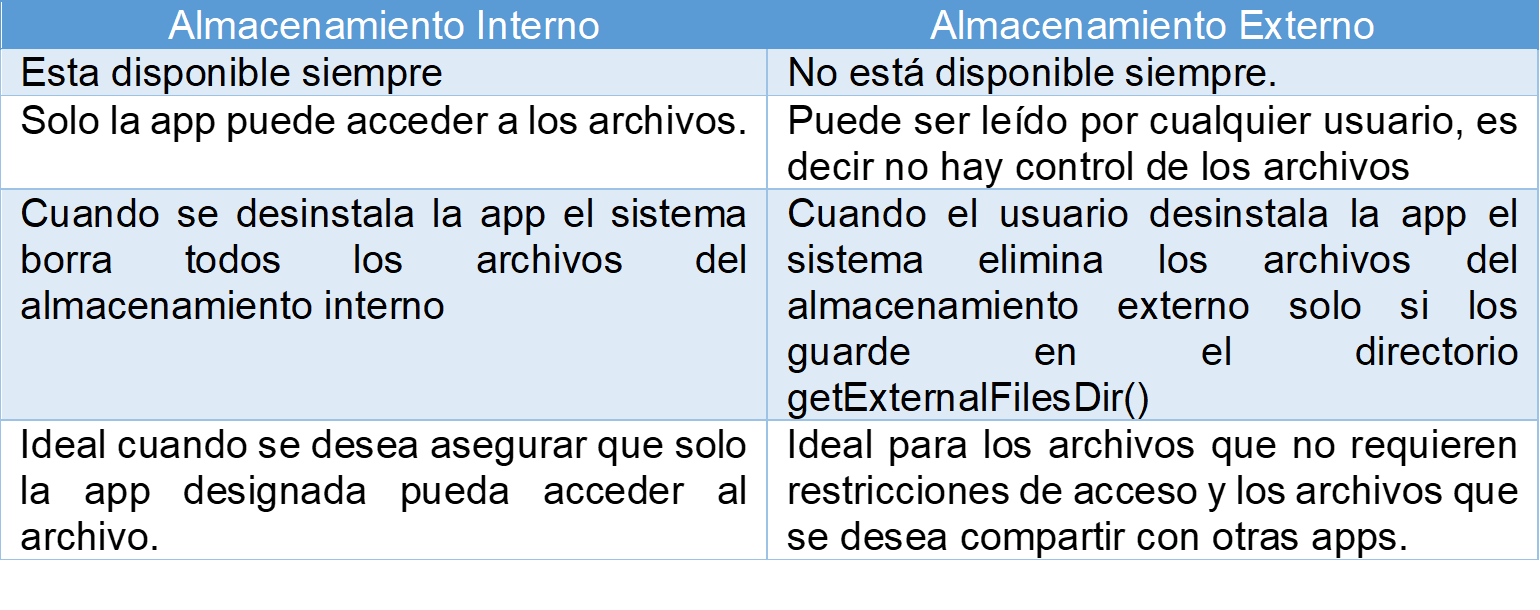 Almacenamiento Interno
Almacenamiento Externo
Esta disponible siempre
No está disponible siempre.
Solo la app puede acceder a los archivos.
Puede ser leído por cualquier usuario, es
decir no hay control de los archivos
Cuando se desinstala la app el sistema
borra todos los archivos del
almacenamiento interno
Cuando el usuario desinstala la app el
sistema elimina los archivos del
almacenamiento externo solo si los
guarde en el directorio
getExternalFilesDir()
Ideal cuando se desea asegurar que solo
la app designada pueda acceder al
archivo.
Ideal para los archivos que no requieren
restricciones de acceso y los archivos que
se desea compartir con otras apps.